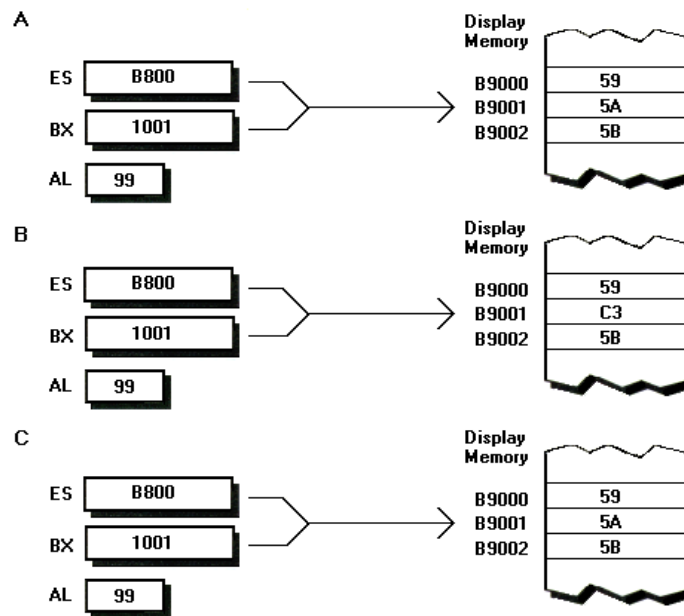 A
Display
Memory
ES B800
B9000 59
B9001 5A
BX 1001
B9002 5B
AL 99
B
Display
Memory
ES B800
B9000 59
B9001 C3
BX 1001
B9002 5B
AL 99
C
Display
Memory
ES B800
B9000 59
B9001 5A
BX 1001
B9002 5B
AL 99